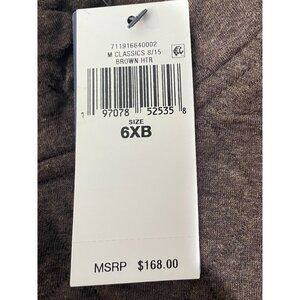 711916640002
M CLASSICS 8/15
BROWN HTR
1 97078 52535 8
SIZE
6XB
MSRP $168.00